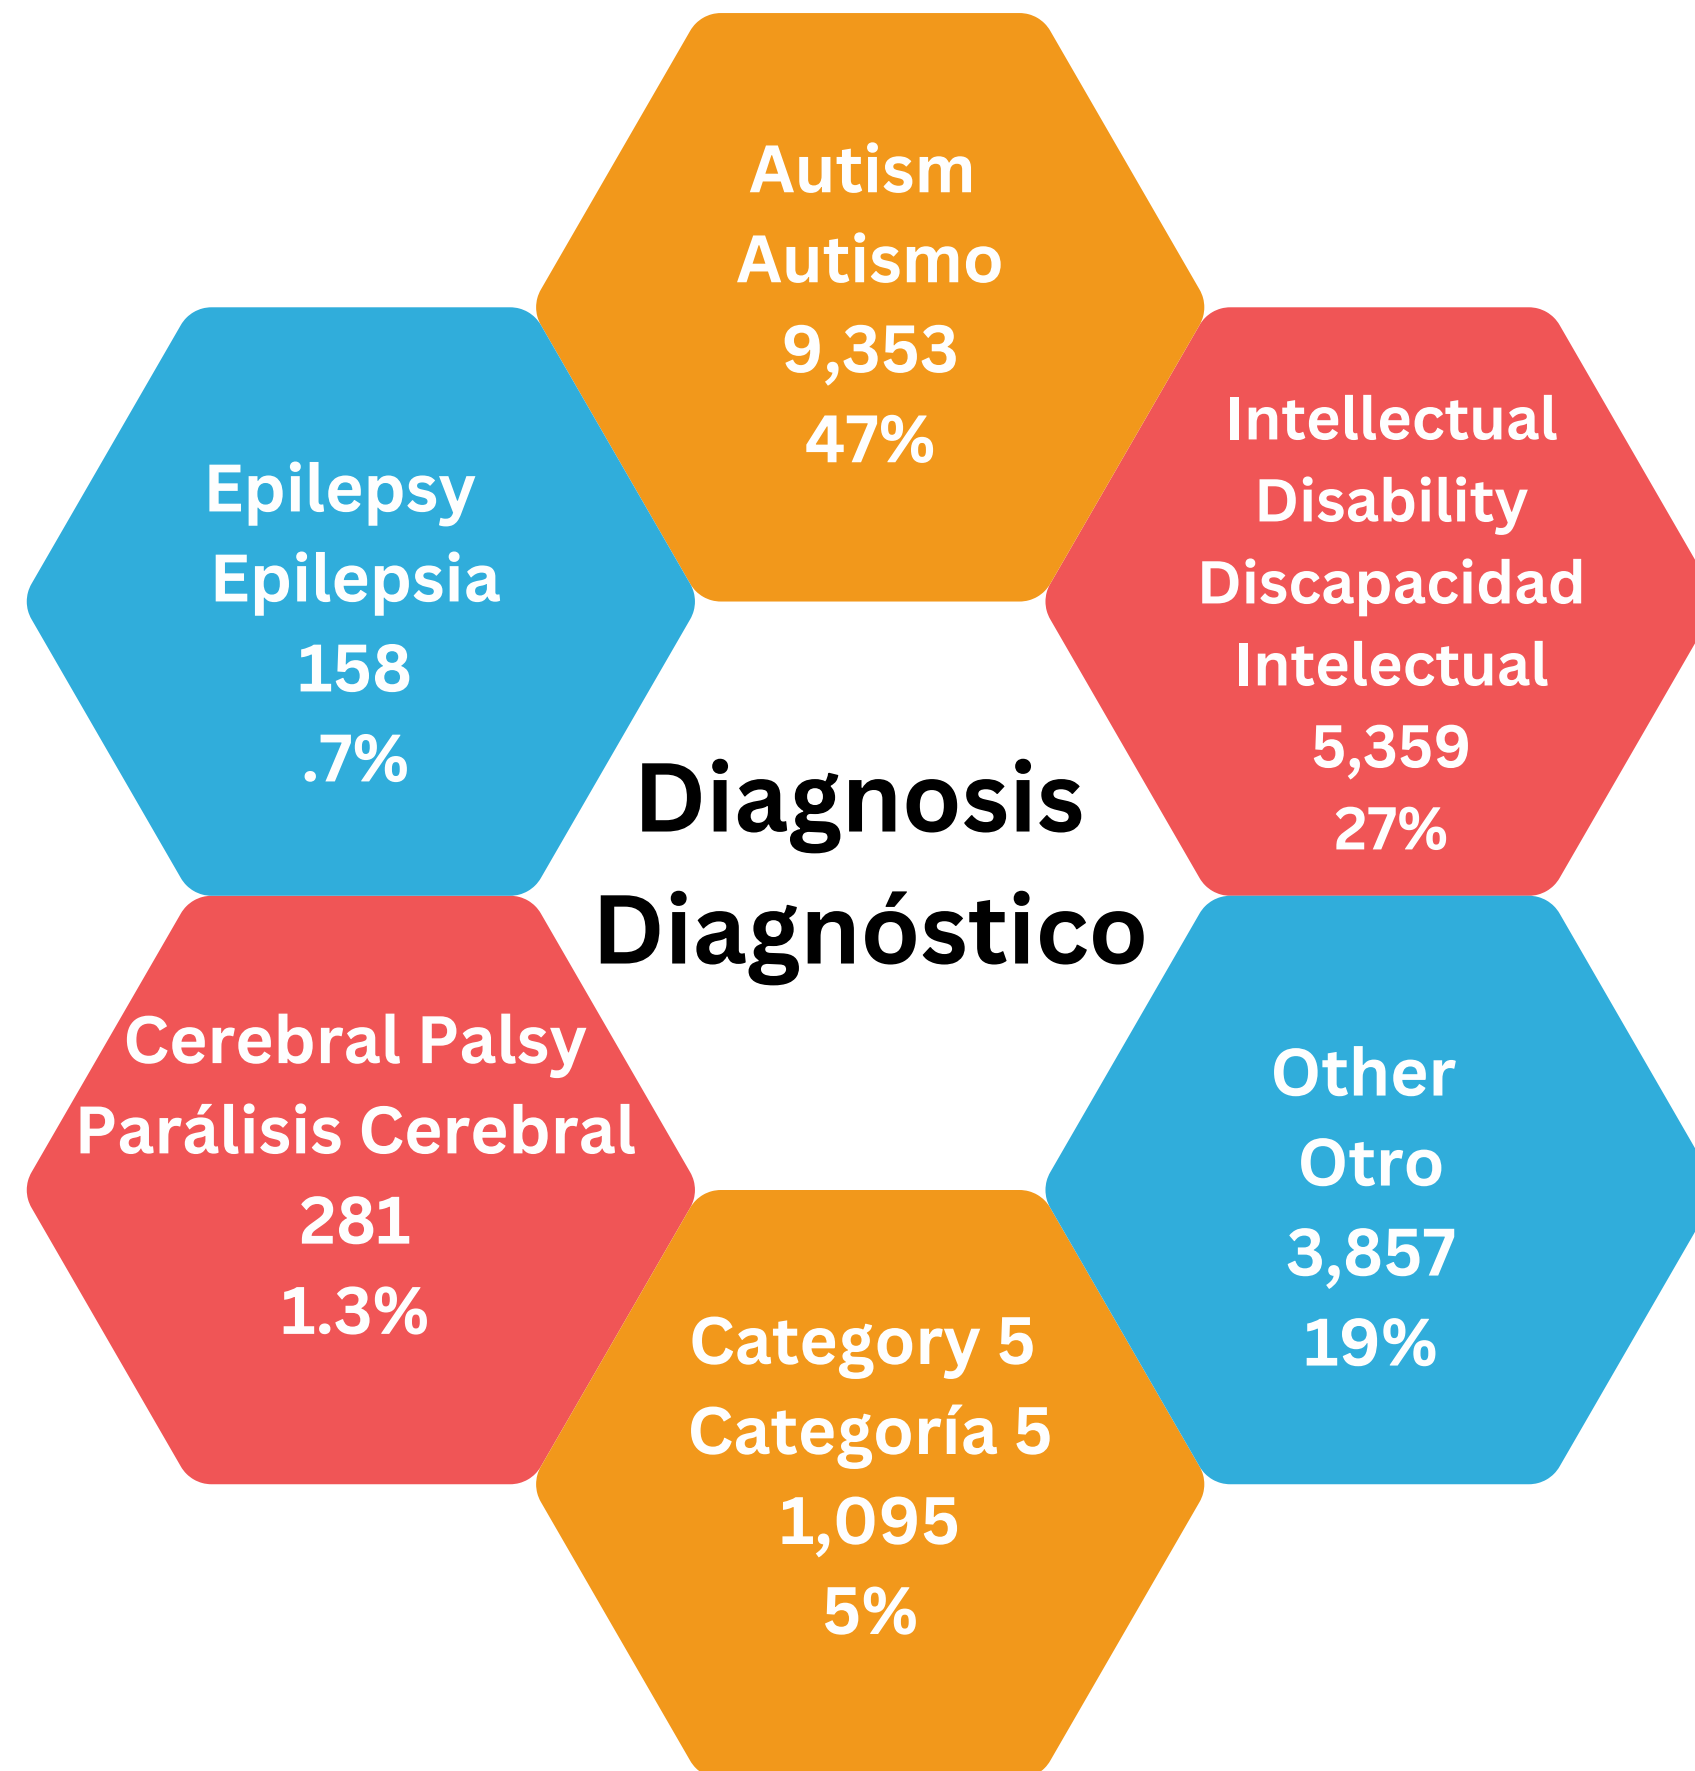 Autism
Autismo
9,353
47%
Intellectual
Disability
Discapacidad
Intelectual
5,359
27%
Epilepsy
Epilepsia
158
.7%
Diagnosis
Diagnóstico
Cerebral Palsy
Parálisis Cerebral
281
1.3%
Other
Otro
3,857
19%
Category 5
Categoría 5
1,095
5%